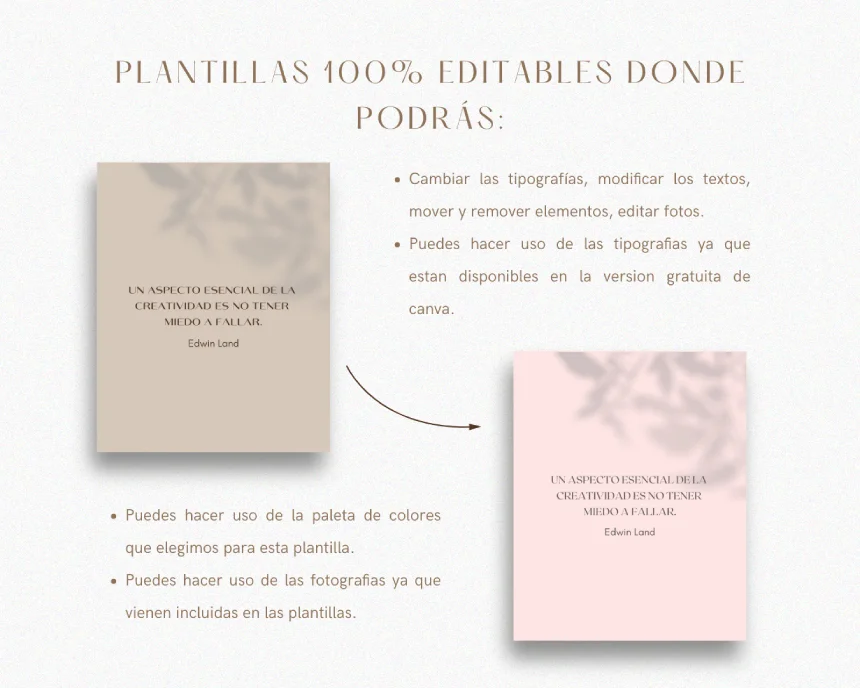 PLANTILLAS 100% EDITABLES DONDE
PODRÁS:
UN ASPECTO ESENCIAL DE LA
CREATIVIDAD ES NO TENER
MIEDO A FALLAR.
Edwin Land
• Cambiar las tipografías, modificar los textos,
mover y remover elementos, editar fotos.
• Puedes hacer uso de las tipografias ya que
estan disponibles en la version gratuita de
canva.
• Puedes hacer uso de la paleta de colores
que elegimos para esta plantilla.
• Puedes hacer uso de las fotografias ya que
vienen incluidas en las plantillas.
UN ASPECTO ESENCIAL DE LA
CREATIVIDAD ES NO TENER
MIEDO A FALLAR.
Edwin Land